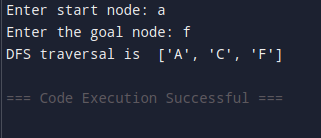 Enter start node: a
Enter the goal node: f
DFS traversal is  ['A', 'C', 'F']
=== Code Execution Successful ===